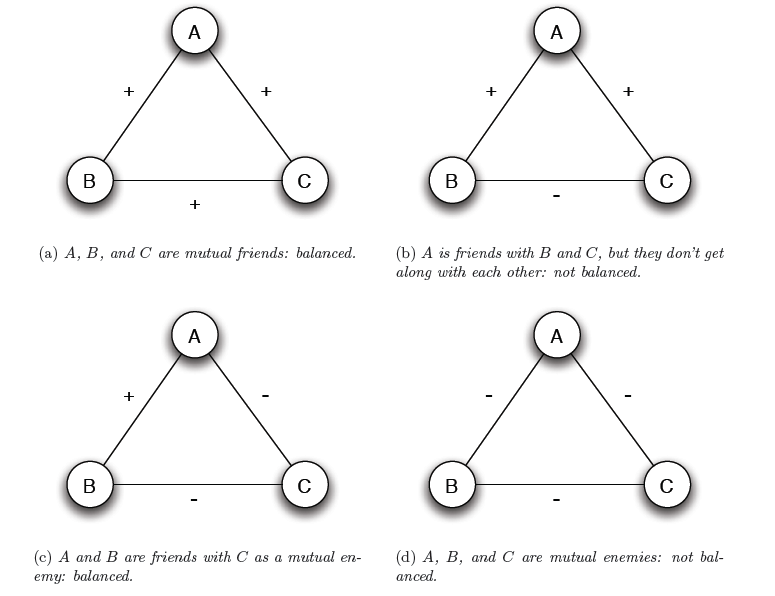 A
+ +
B C
+
(a) A, B, and C are mutual friends: balanced.
A
+ +
B C
-
(b) A is friends with B and C, but they don't get
along with each other: not balanced.
A
+ -
B C
-
(c) A and B are friends with C as a mutual en-
emy: balanced.
A
- -
B C
-
(d) A, B, and C are mutual enemies: not bal-
anced.